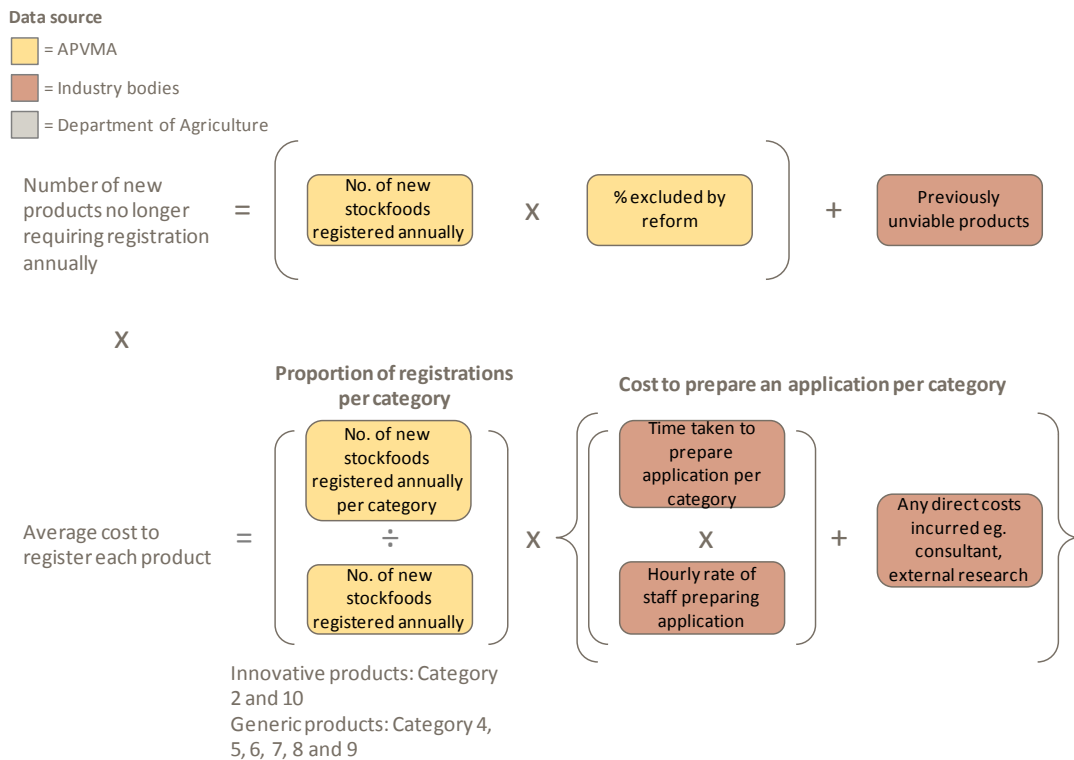 Data source
= APVMA
= Industry bodies
= Department of Agriculture
Number of new
products no longer
requiring registration
annually
=
No. of new
stockfoods
registered annually
x
% excluded by
reform
+
Previously
unviable products
x
Proportion of registrations
per category
Cost to prepare an application per category
Average cost to
register each product
=
No. of new
stockfoods
registered annually
per category
÷
No. of new
stockfoods
registered annually
x
Time taken to
prepare
application per
category
x
Hourly rate of
staff preparing
application
+
Any direct costs
incurred eg.
consultant,
external research
Innovative products: Category
2 and 10
Generic products: Category 4,
5, 6, 7, 8 and 9